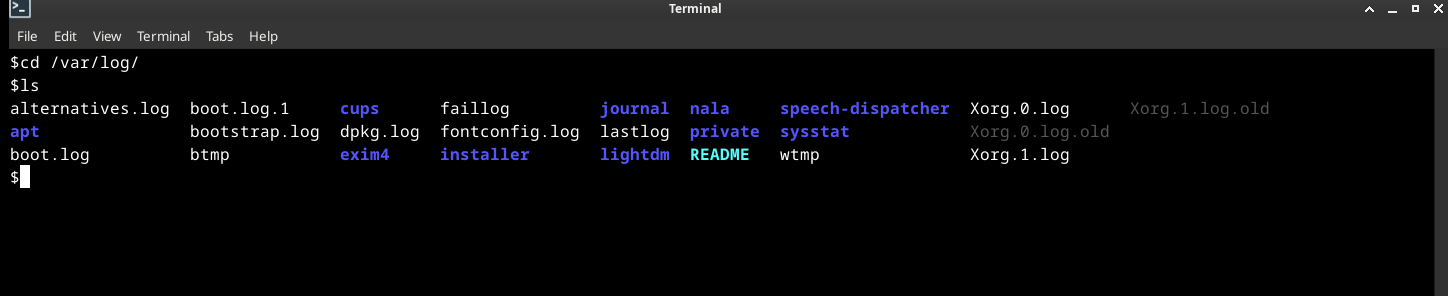 Terminal
File Edit View Terminal Tabs Help
$cd /var/log/
$ls
alternatives.log boot.log.1 cups faillog journal nala speech-dispatcher Xorg.0.log Xorg.1.log.old
apt bootstrap.log dpkg.log fontconfig.log lastlog private sysstat Xorg.0.log.old
boot.log btmp exim4 installer lightdm README wtmp Xorg.1.log
$